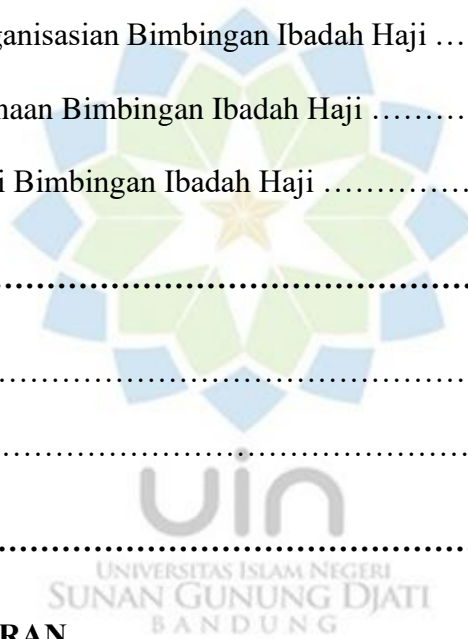 ganisasian Bimbingan Ibadah Haji …
naan Bimbingan Ibadah Haji ………
i Bimbingan Ibadah Haji ……………
……………………………………………
……………………………………………
……………………………………………
……………………………………………
uin
UNIVERSITAS ISLAM NEGERI
SUNAN GUNUNG DJATI
BANDUNG
RAN